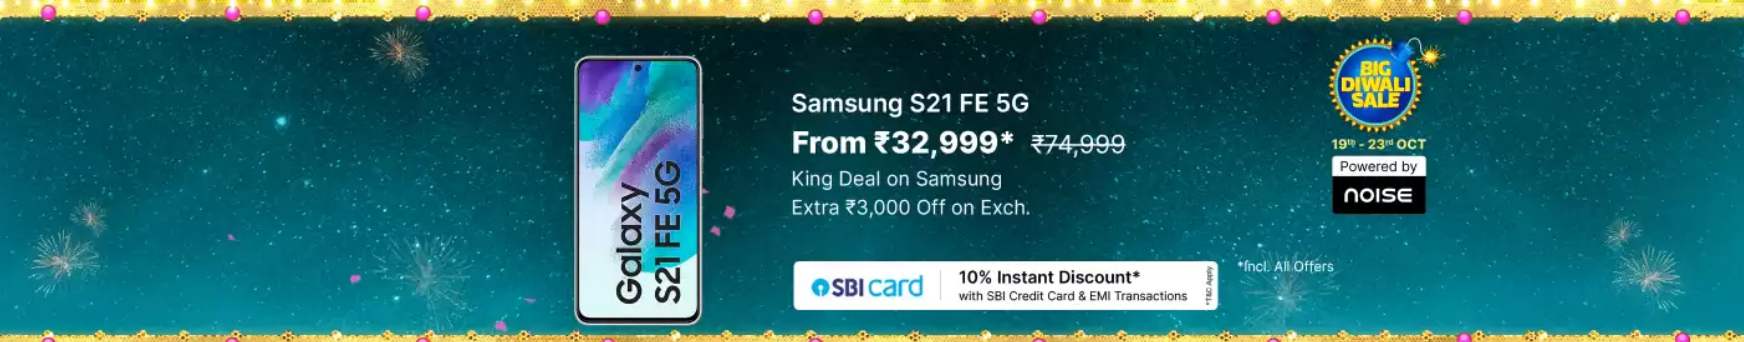 Galaxy
S21 FE 5G
Samsung S21 FE 5G
From ₹32,999* ₹74,999
King Deal on Samsung
Extra ₹3,000 Off on Exch.
SBI card
10% Instant Discount*
with SBI Credit Card & EMI Transactions
*T&C Apply
*Incl. All Offers
BIG
DIWALI
SALE
19th - 23rd OCT
Powered by
NOISE